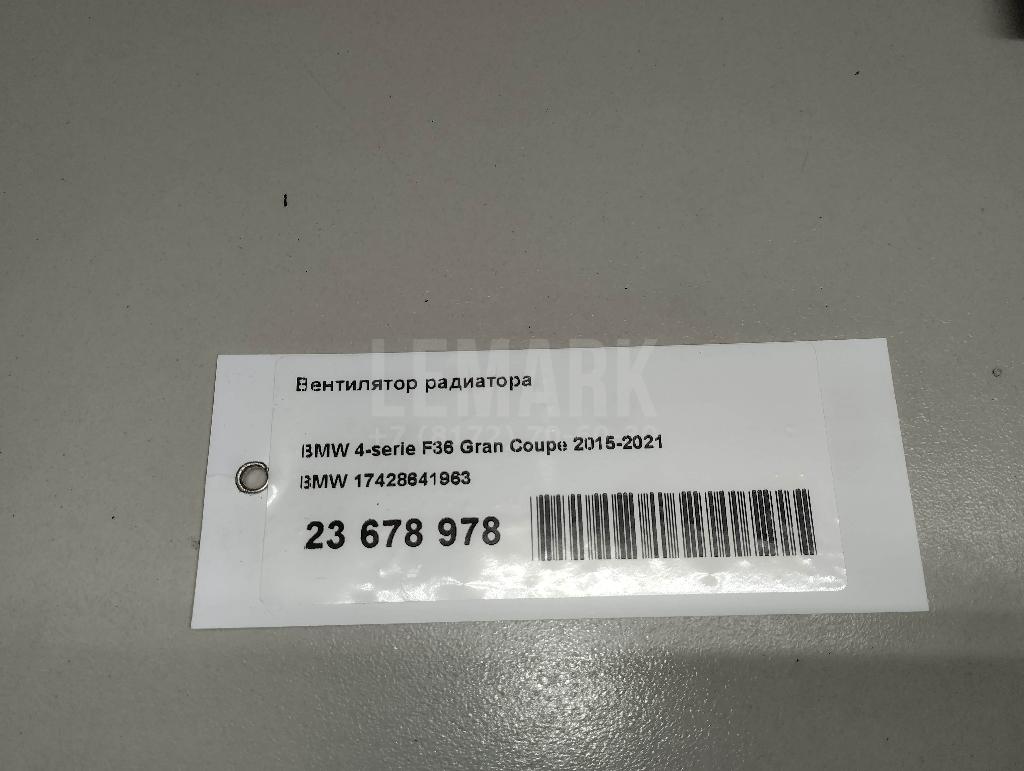 Вентилятор радиатора
LEMARK
BMW 4-serie F36 Gran Coupe 2015-2021
BMW 17428641963
23 678 978